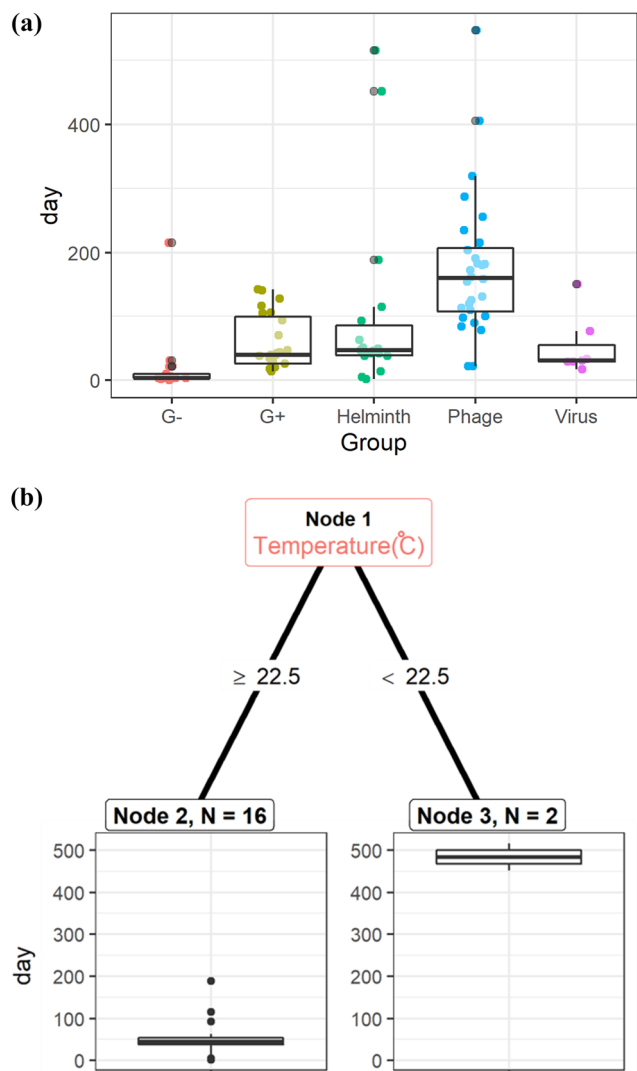 (a)
day
400
200
0
G-
G+
Helminth
Phage
Virus
Group
(b)
Node 1
Temperature(℃)
≥ 22.5
< 22.5
Node 2, N = 16
Node 3, N = 2
day
500
400
300
200
100
0
500
400
300
200
100
0